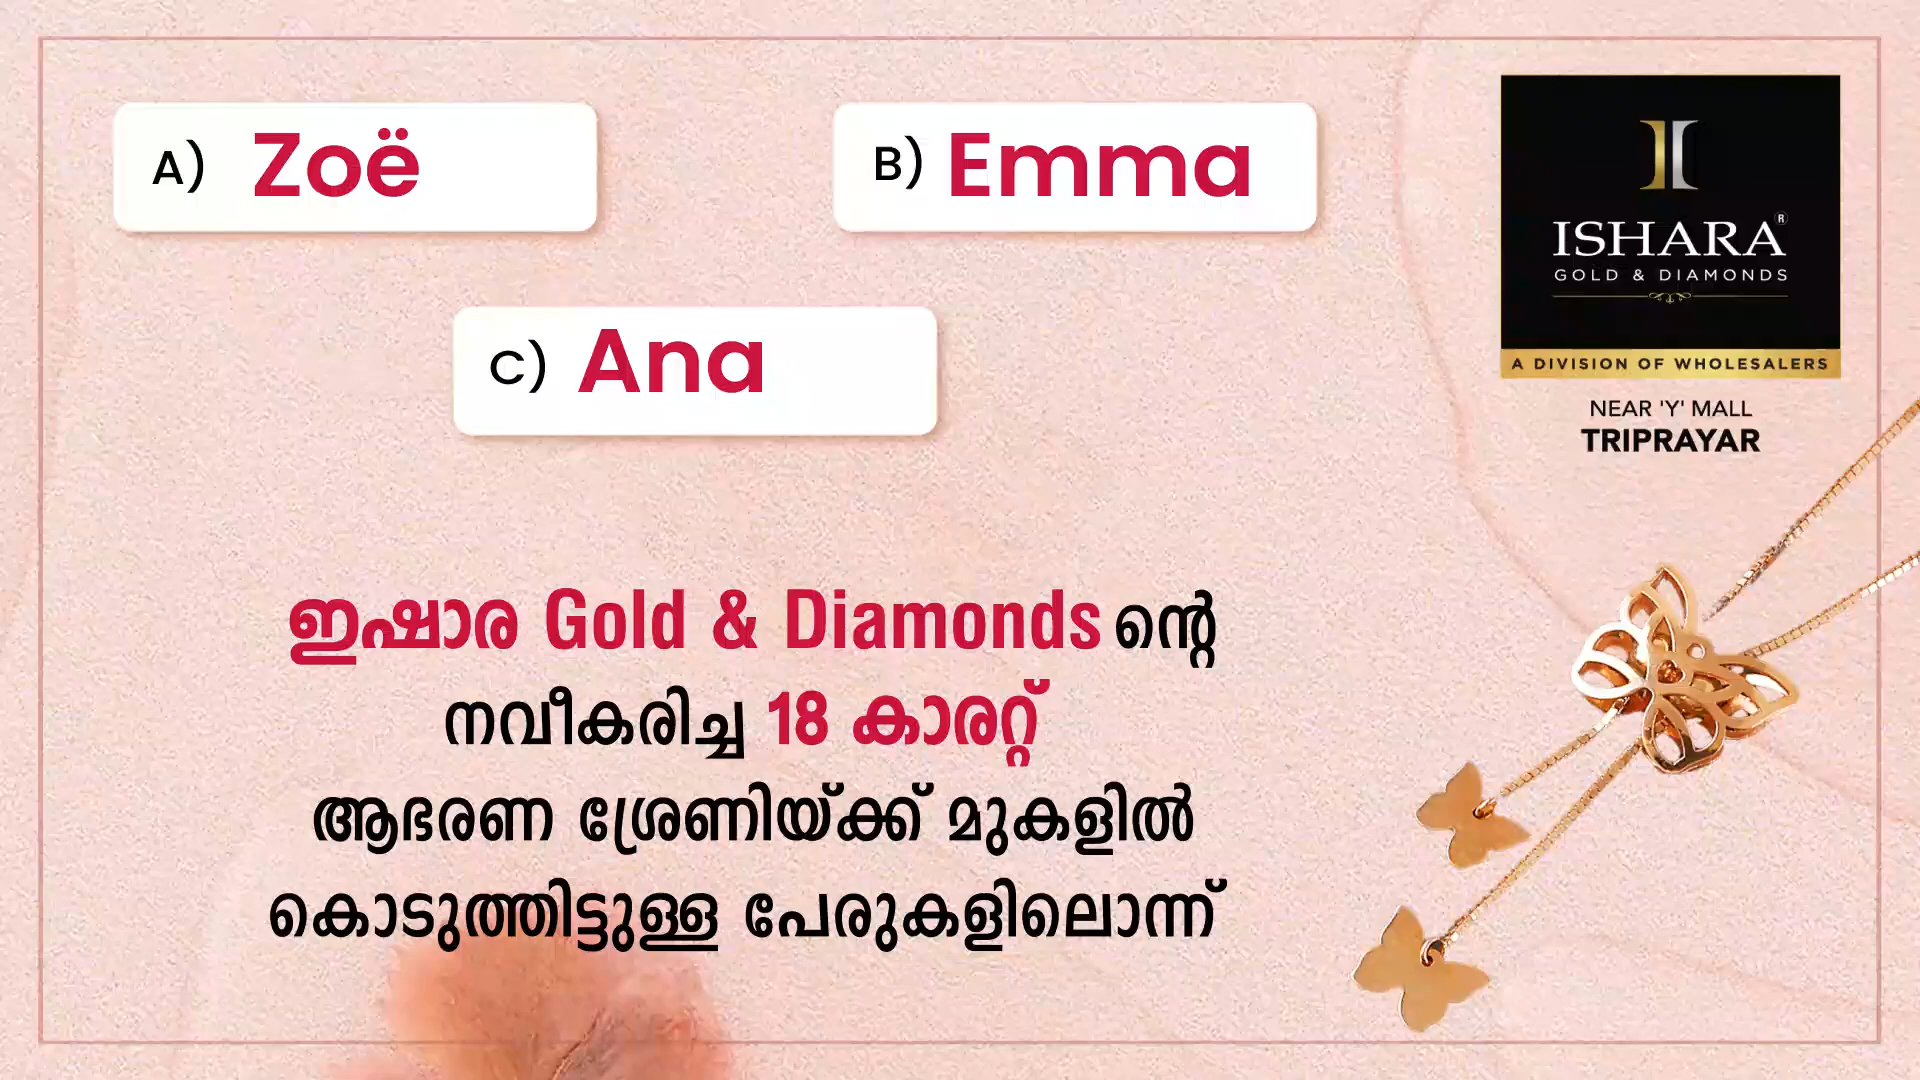 A) Zoë
B) Emma
C) Ana
ISHARA®
GOLD & DIAMONDS
A DIVISION OF WHOLESALERS
NEAR 'Y' MALL
TRIPRAYAR
ഇഷാര Gold & Diamonds ന്റെ
നവീകരിച്ച 18 കാരറ്റ്
ആഭരണ ശ്രേണിയ്ക്ക് മുകളിൽ
കൊടുത്തിട്ടുള്ള പേരുകളിലൊന്ന്